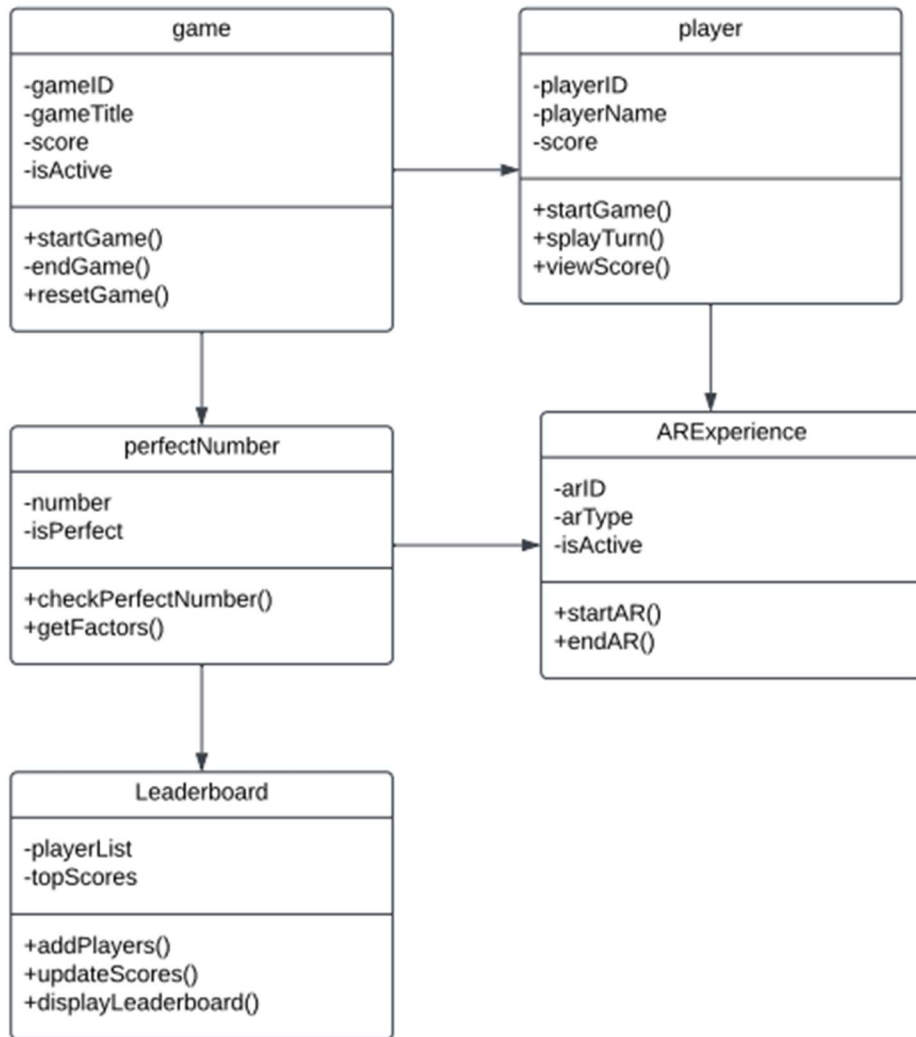 game
-gameID
-gameTitle
-score
-isActive
+startGame()
-endGame()
+resetGame()
player
-playerID
-playerName
-score
+startGame()
+splayTurn()
+viewScore()
perfectNumber
-number
-isPerfect
+checkPerfectNumber()
+getFactors()
ARExperience
-arID
-arType
-isActive
+startAR()
+endAR()
Leaderboard
-playerList
-topScores
+addPlayers()
+updateScores()
+displayLeaderboard()